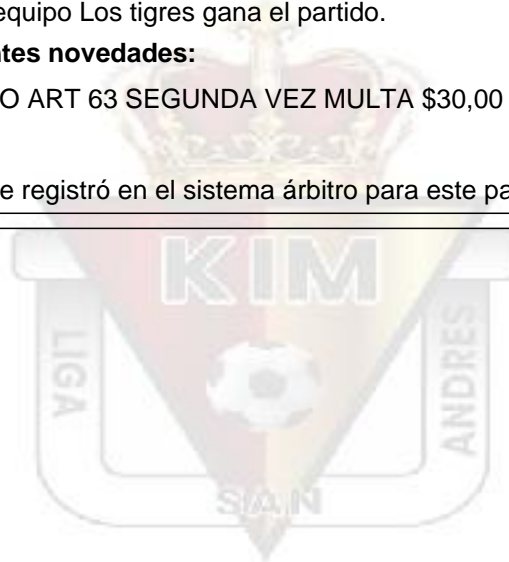 equipo Los tigres gana el partido.
ntes novedades:
O ART 63 SEGUNDA VEZ MULTA $30,00
e registró en el sistema árbitro para este pa
KIM
LIGA
ANDRES
SAN